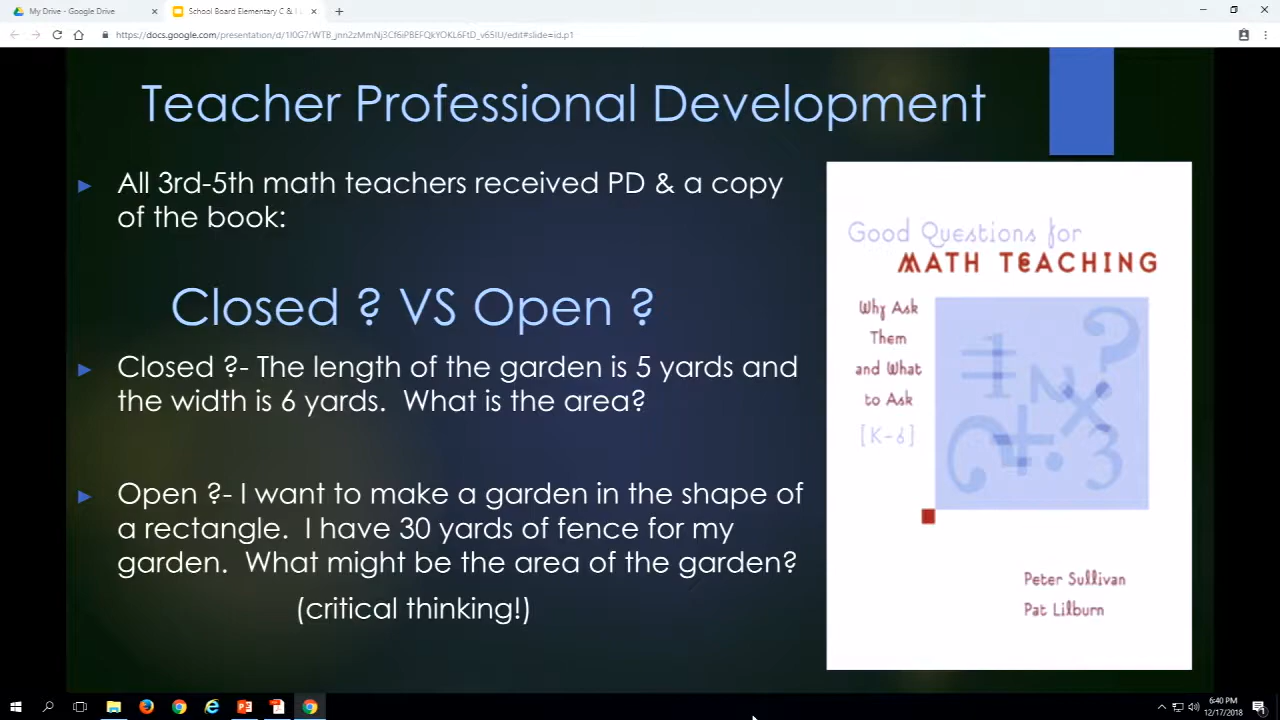 My Drive - Google Drive
School Board Elementary C & I
Teacher Professional Development
All 3rd-5th math teachers received PD & a copy
of the book:
Closed ? VS Open ?
Closed ?- The length of the garden is 5 yards and
the width is 6 yards.  What is the area?
Open ?- I want to make a garden in the shape of
a rectangle.  I have 30 yards of fence for my
garden.  What might be the area of the garden?
(critical thinking!)
Good Questions for
MATH TEACHING
Why Ask
Them
and What
to Ask
[K-6]
Peter Sullivan
Pat Lilburn
6:40 PM
12/17/2018